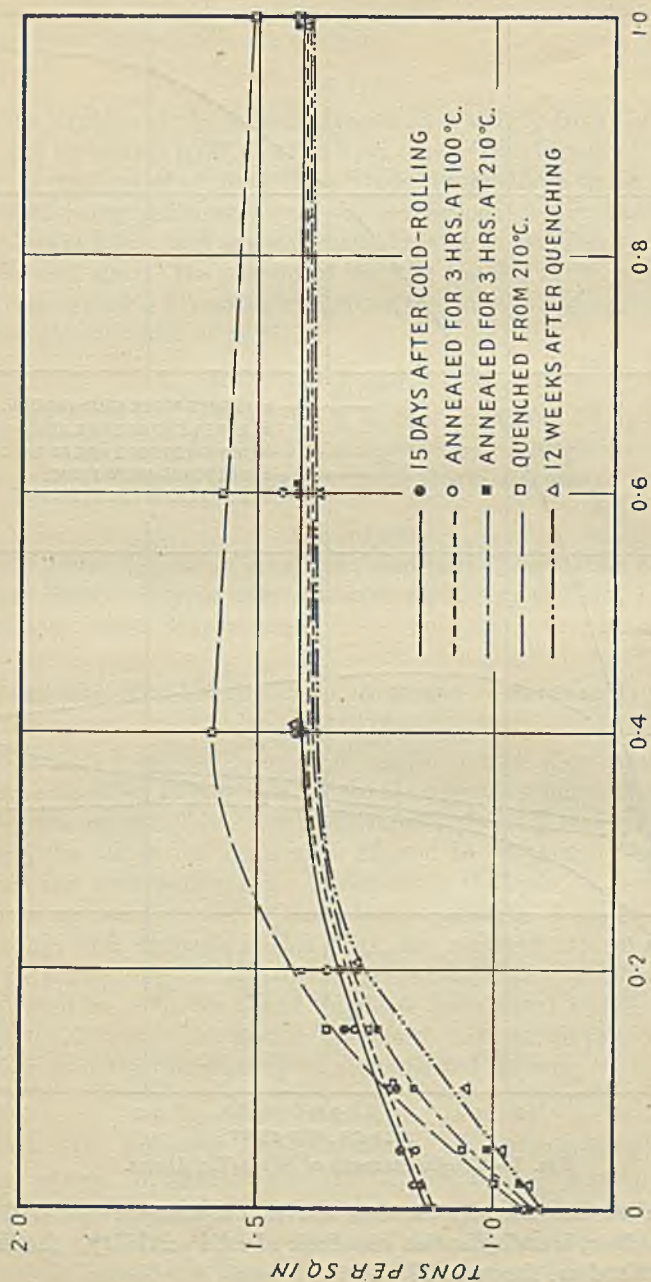 TONS PER SQ IN
2·0
1·5
1·0
0
0·2
0·4
0·6
0·8
1·0
15 DAYS AFTER COLD-ROLLING
ANNEALED FOR 3 HRS. AT 100°C.
ANNEALED FOR 3 HRS. AT 210°C.
QUENCHED FROM 210°C.
12 WEEKS AFTER QUENCHING